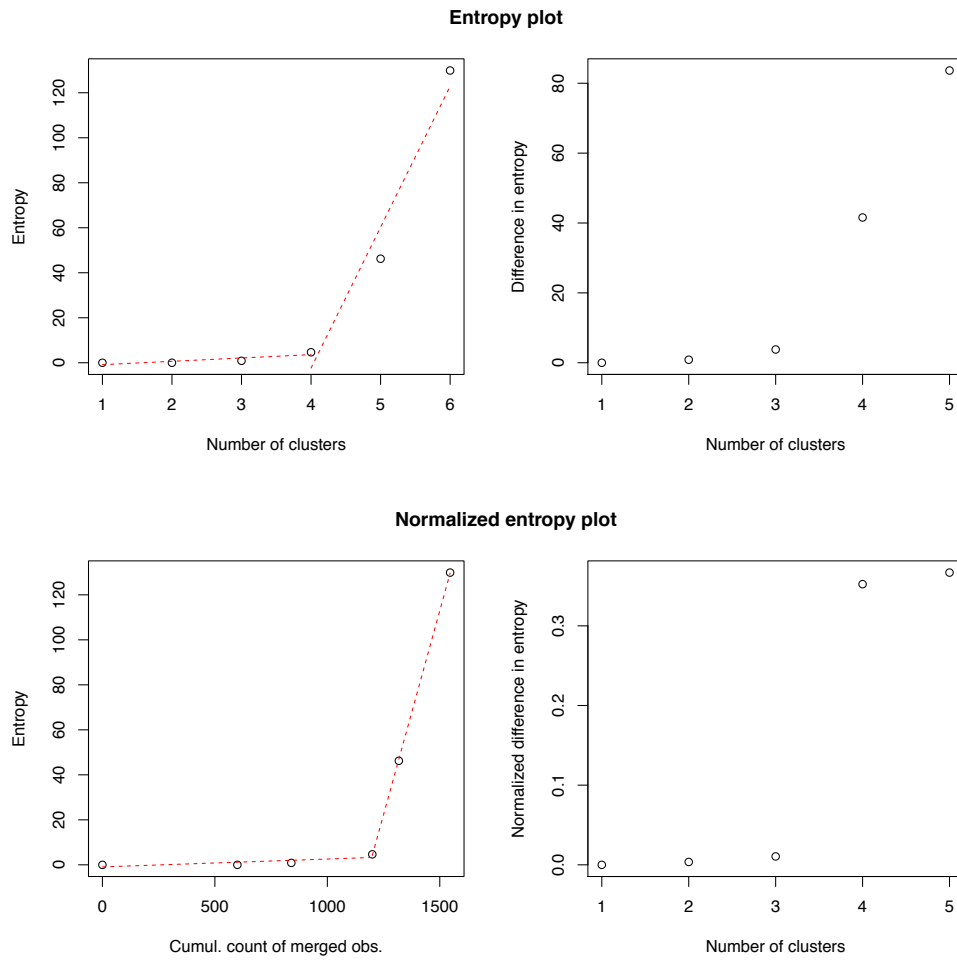 Entropy plot
Entropy
0 20 40 60 80 100 120
1 2 3 4 5 6
Number of clusters
Difference in entropy
0 20 40 60 80
1 2 3 4 5
Number of clusters
Normalized entropy plot
Entropy
0 20 40 60 80 100 120
0 500 1000 1500
Cumul. count of merged obs.
Normalized difference in entropy
0.0 0.1 0.2 0.3
1 2 3 4 5
Number of clusters